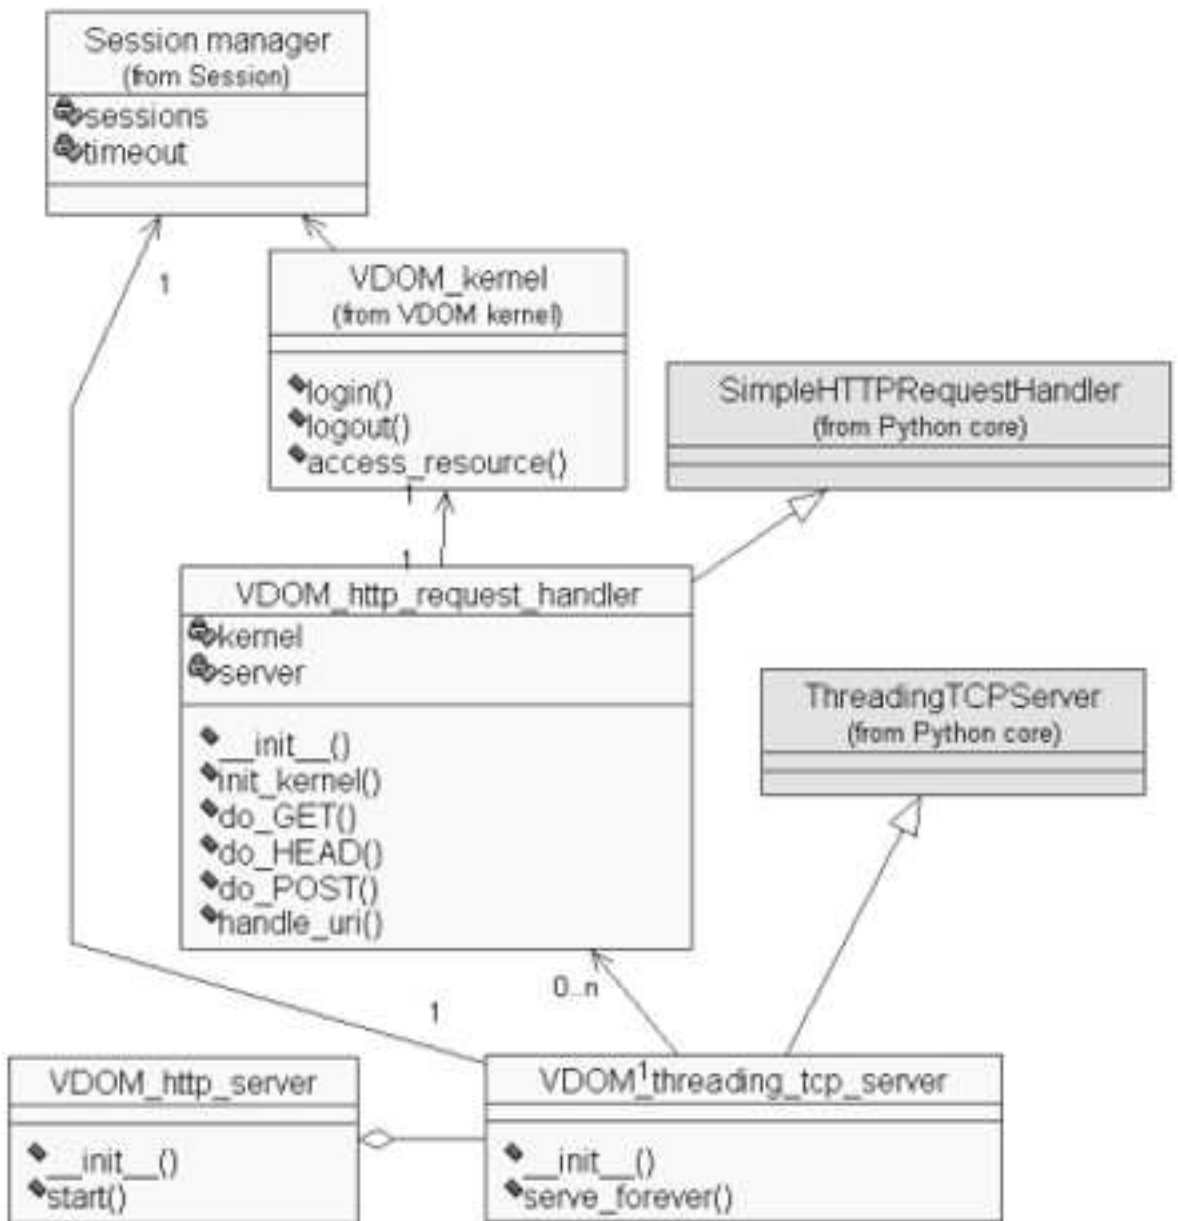 Session manager
(from Session)
sessions
timeout
1
VDOM_kernel
(from VDOM kernel)
login()
logout()
access_resource()
1
SimpleHTTPRequestHandler
(from Python core)
1
VDOM_http_request_handler
kernel
server
__init__()
init_kernel()
do_GET()
do_HEAD()
do_POST()
handle_uri()
ThreadingTCPServer
(from Python core)
0..n
1
VDOM_http_server
__init__()
start()
1
VDOM_threading_tcp_server
__init__()
serve_forever()